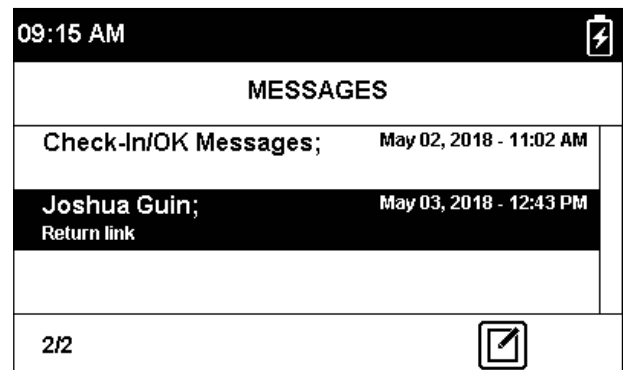 09:15 AM
MESSAGES
Check-In/OK Messages; May 02, 2018 - 11:02 AM
Joshua Guin; May 03, 2018 - 12:43 PM
Return link
2/2